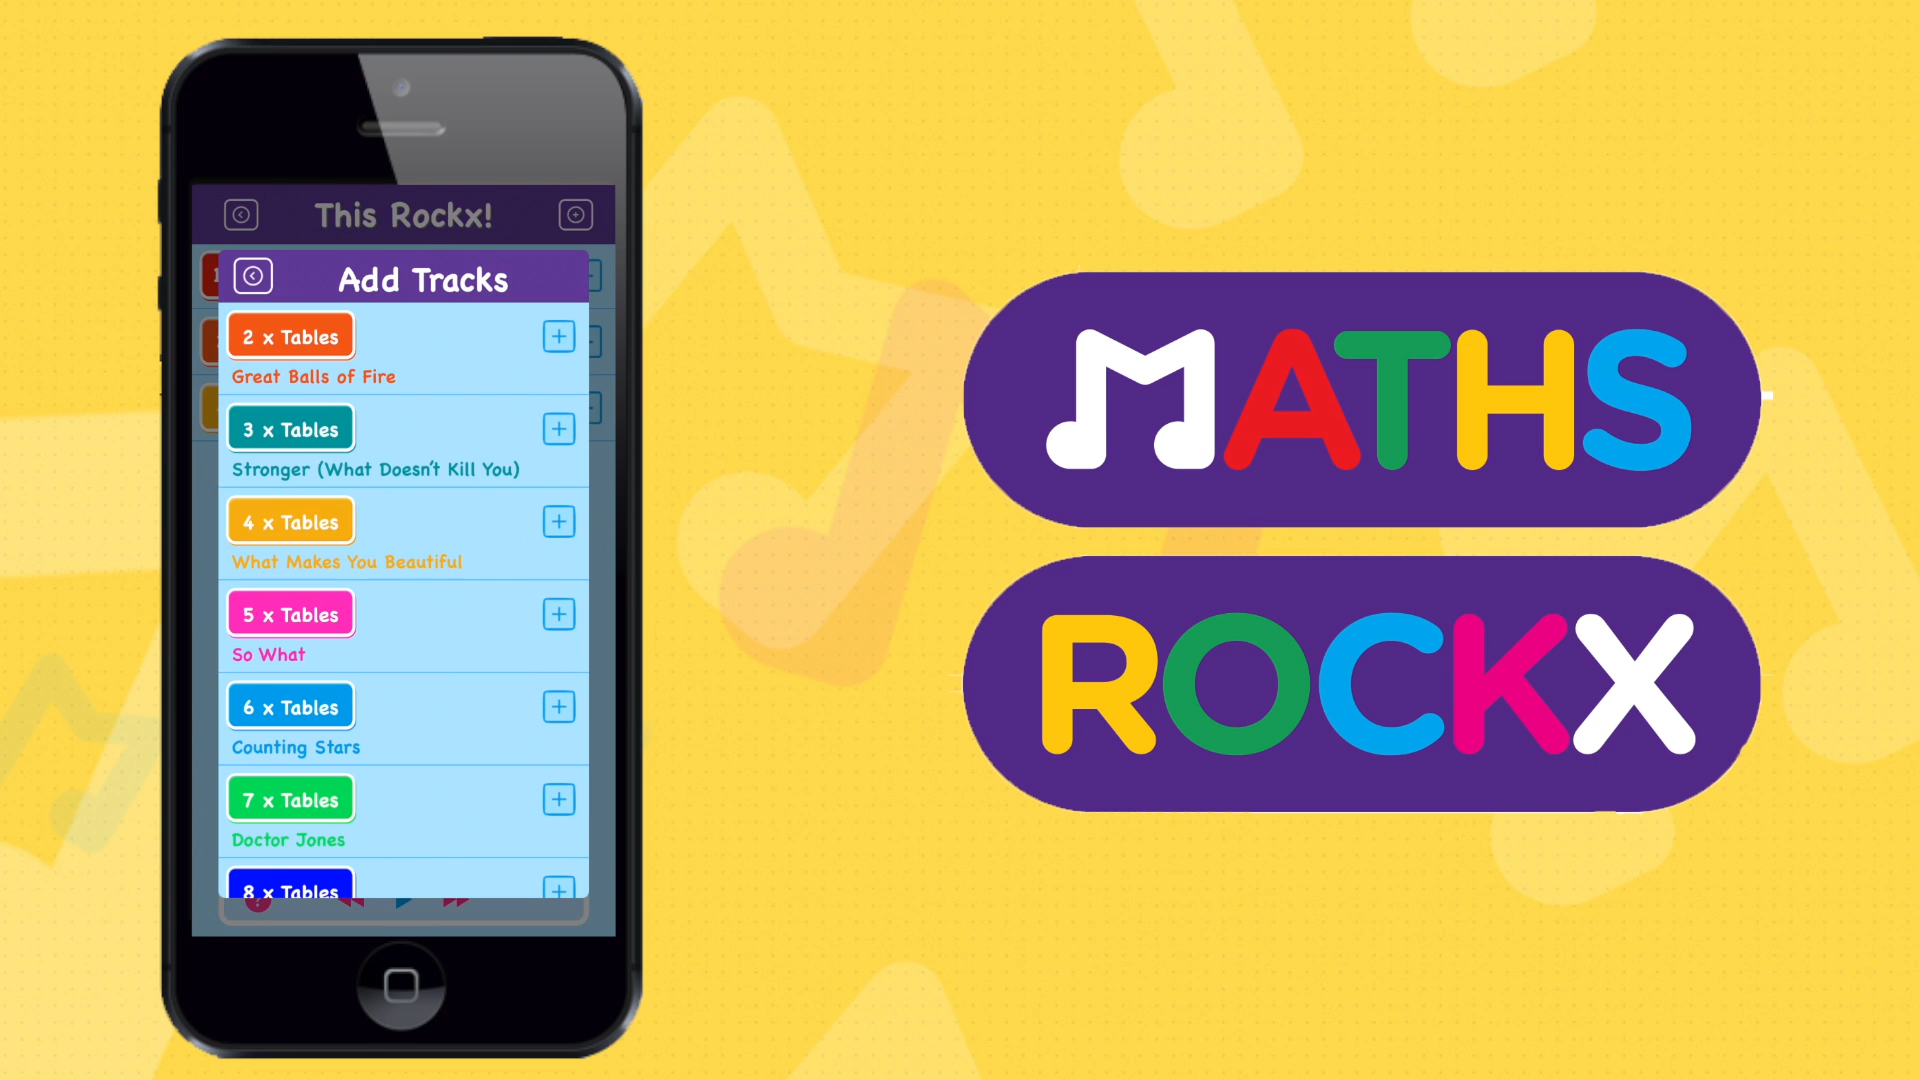 This Rockx!
Add Tracks
2 x Tables
Great Balls of Fire
3 x Tables
Stronger (What Doesn't Kill You)
4 x Tables
What Makes You Beautiful
5 x Tables
So What
6 x Tables
Counting Stars
7 x Tables
Doctor Jones
8 x Tables
MATHS
ROCKX